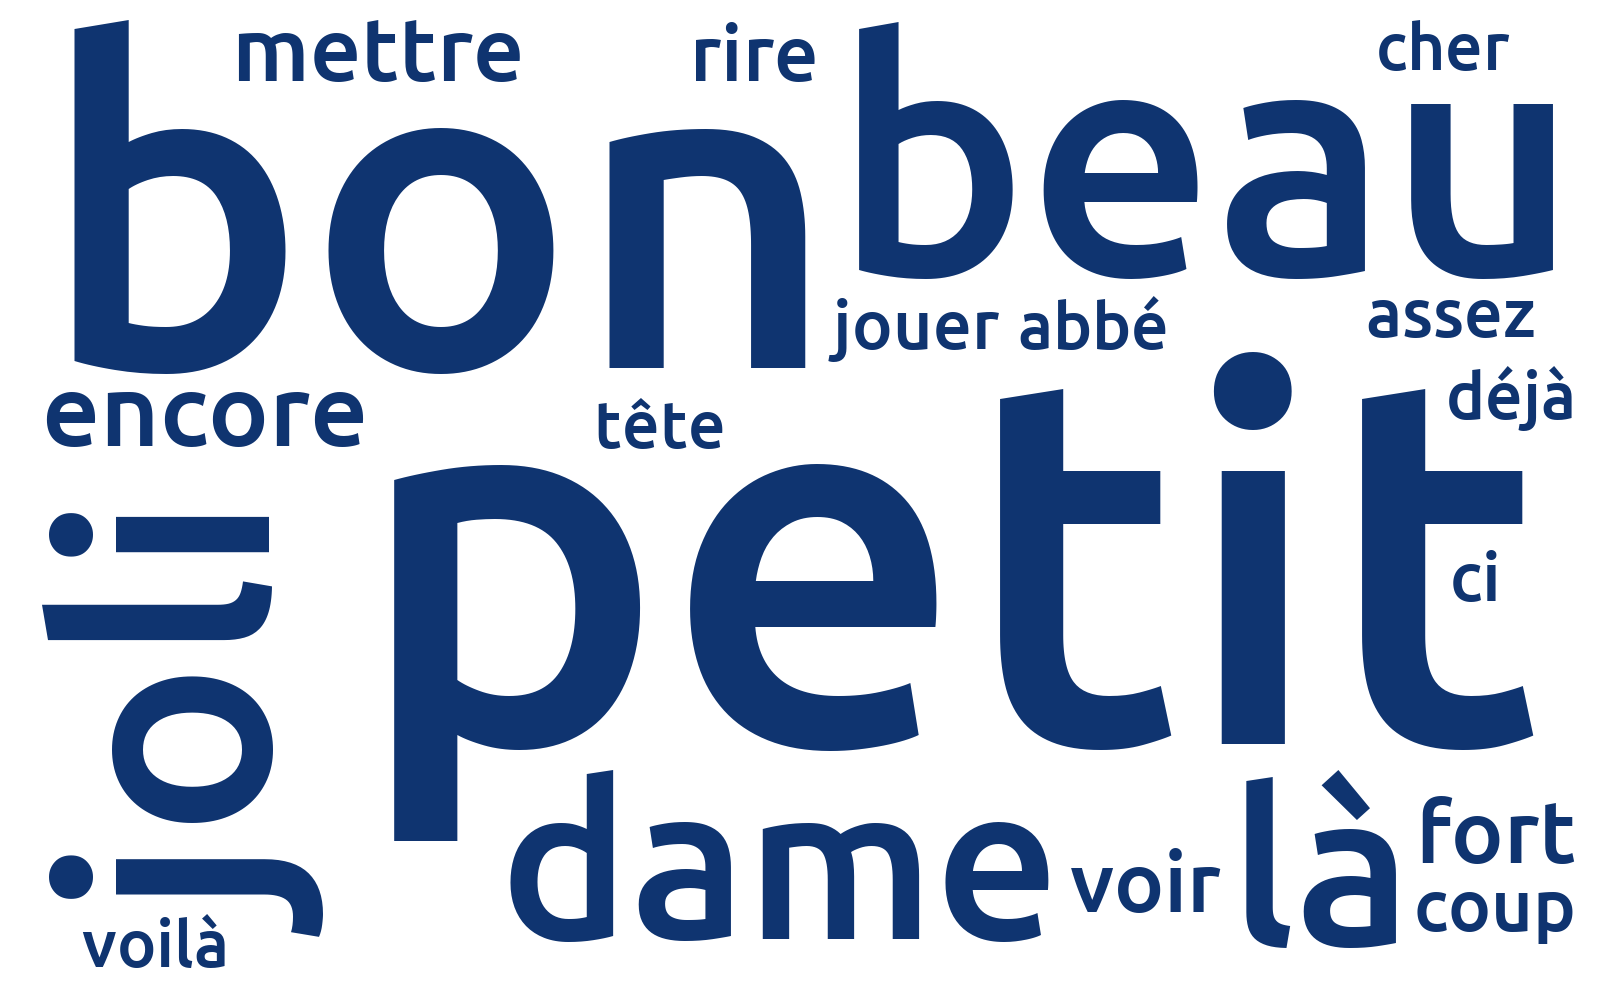 mettre
rire
cher
bon
beau
jouer
abbé
assez
déjà
encore
tête
petit
ci
joli
dame
voir
là
fort
coup
voilà